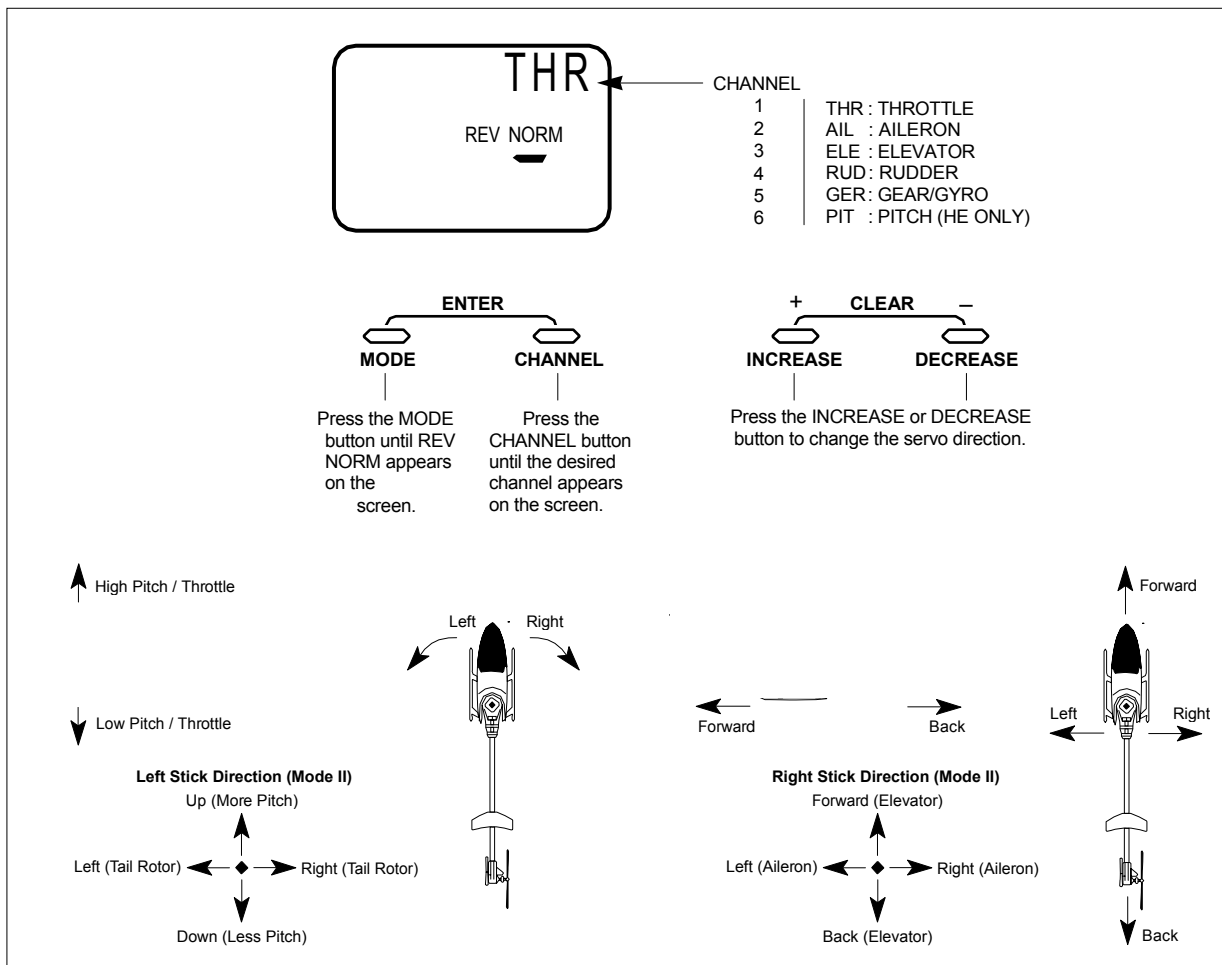 THR
REV NORM
CHANNEL
1 THR : THROTTLE
2 AIL : AILERON
3 ELE : ELEVATOR
4 RUD : RUDDER
5 GER : GEAR/GYRO
6 PIT : PITCH (HE ONLY)
ENTER
MODE
CHANNEL
Press the MODE
button until REV
NORM appears
on the
screen.
Press the
CHANNEL button
until the desired
channel appears
on the screen.
+ CLEAR –
INCREASE
DECREASE
Press the INCREASE or DECREASE
button to change the servo direction.
High Pitch / Throttle
Low Pitch / Throttle
Left Right
Left Stick Direction (Mode II)
Up (More Pitch)
Left (Tail Rotor)
Right (Tail Rotor)
Down (Less Pitch)
Forward
Back
Right Stick Direction (Mode II)
Forward (Elevator)
Left (Aileron)
Right (Aileron)
Back (Elevator)
Forward
Left
Right
Back